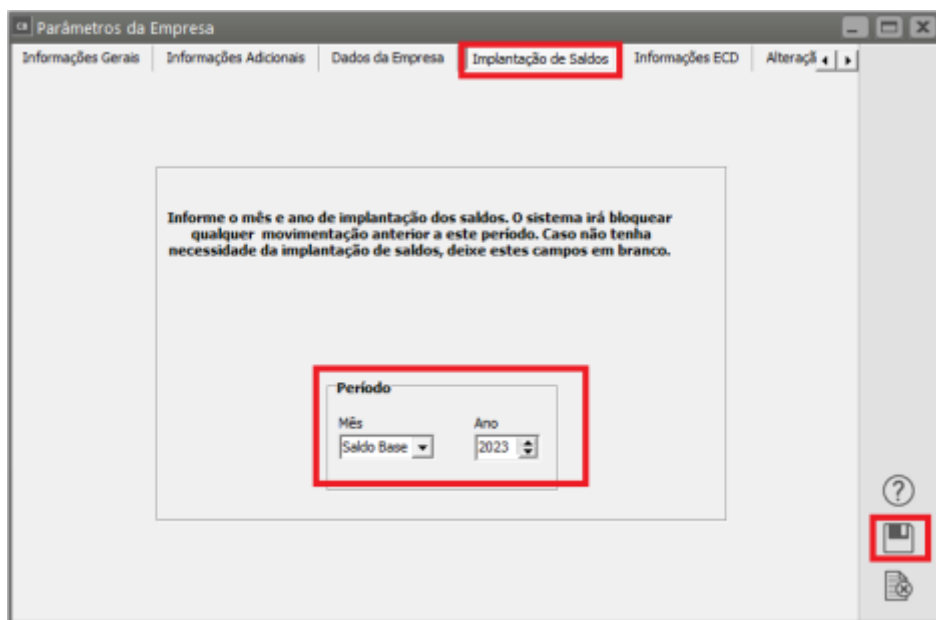 Parâmetros da Empresa
Informações Gerais Informações Adicionais Dados da Empresa Implantação de Saldos Informações ECD Alteraçã
Informe o mês e ano de implantação dos saldos. O sistema irá bloquear
qualquer movimentação anterior a este período. Caso não tenha
necessidade da implantação de saldos, deixe estes campos em branco.
Período
Mês Ano
Saldo Base 2023
?